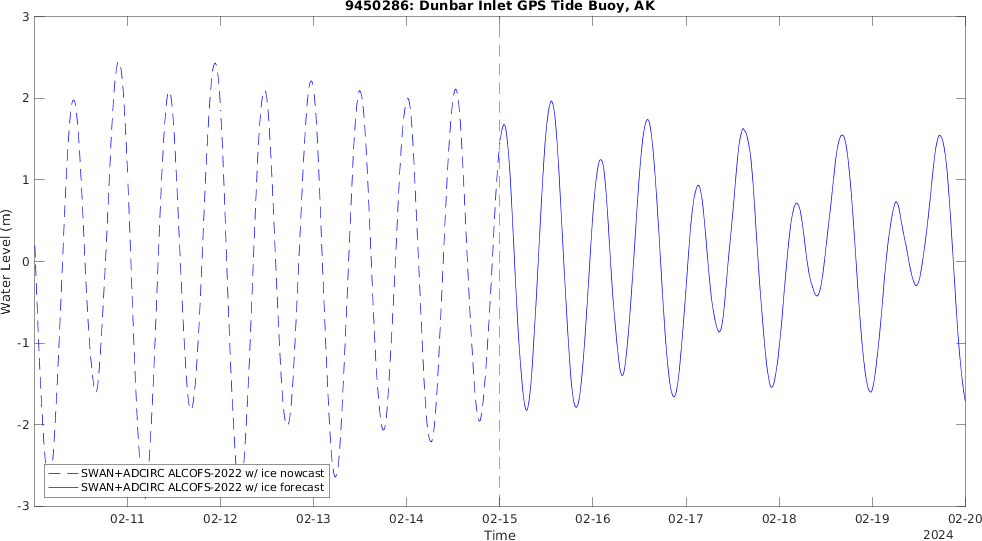 9450286: Dunbar Inlet GPS Tide Buoy, AK
3
2
1
0
-1
-2
-3
Water Level (m)
SWAN+ADCIRC ALCOFS-2022 w/ ice nowcast
SWAN+ADCIRC ALCOFS-2022 w/ ice forecast
02-11 02-12 02-13 02-14 02-15 02-16 02-17 02-18 02-19 02-20
Time
2024